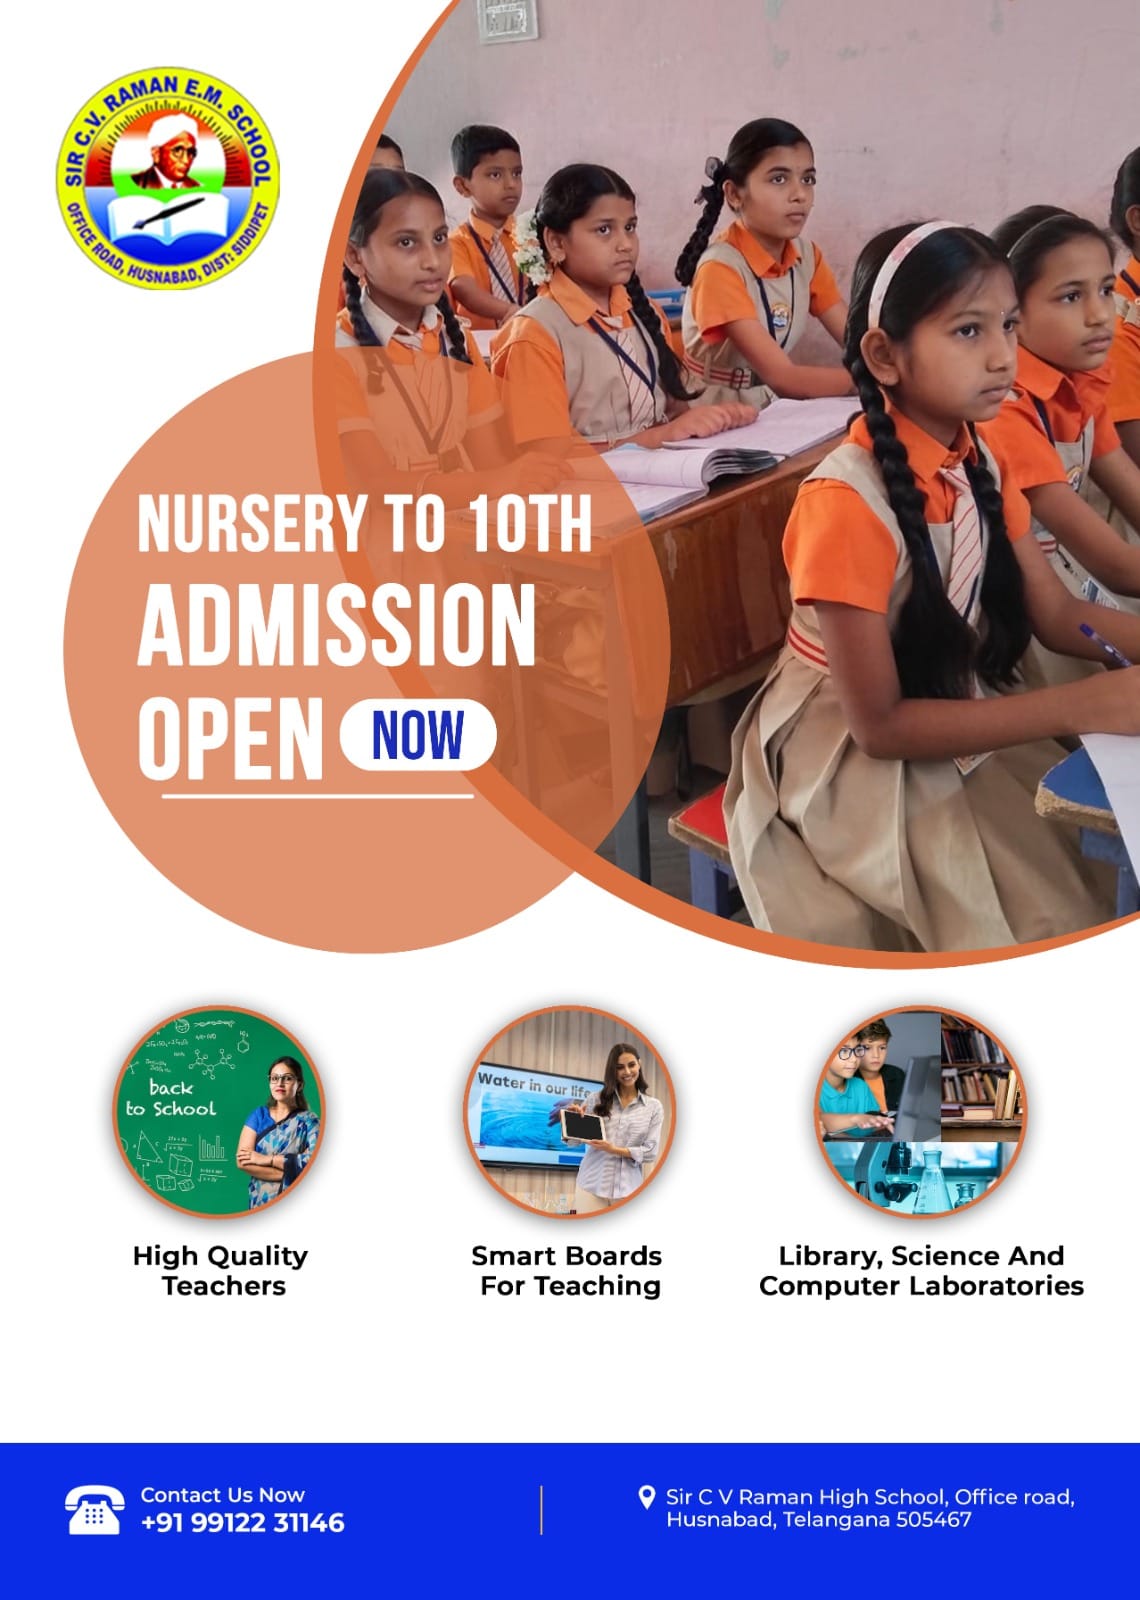 SIR C.V. RAMAN E.M. SCHOOL
OFFICE ROAD, HUSNABAD, DIST: SIDDIPET
NURSERY TO 10TH
ADMISSION
OPEN NOW
back
to School
Water in our life
High Quality
Teachers
Smart Boards
For Teaching
Library, Science And
Computer Laboratories
Contact Us Now
+91 99122 31146
Sir C V Raman High School, Office road,
Husnabad, Telangana 505467